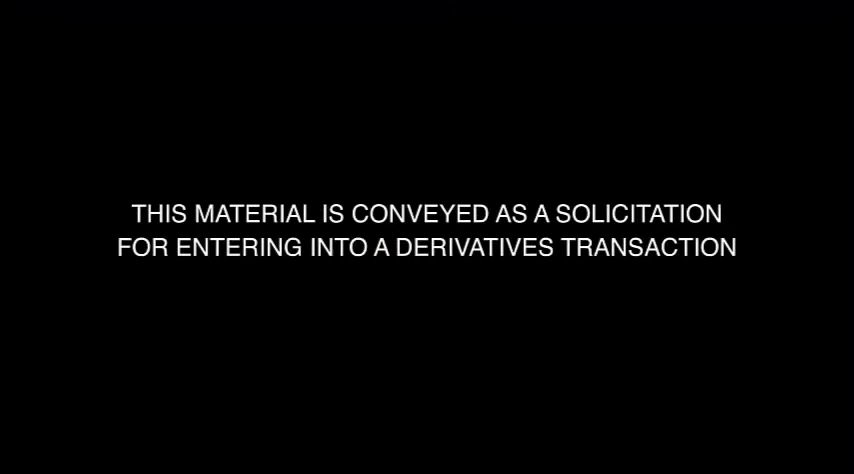 THIS MATERIAL IS CONVEYED AS A SOLICITATION
FOR ENTERING INTO A DERIVATIVES TRANSACTION